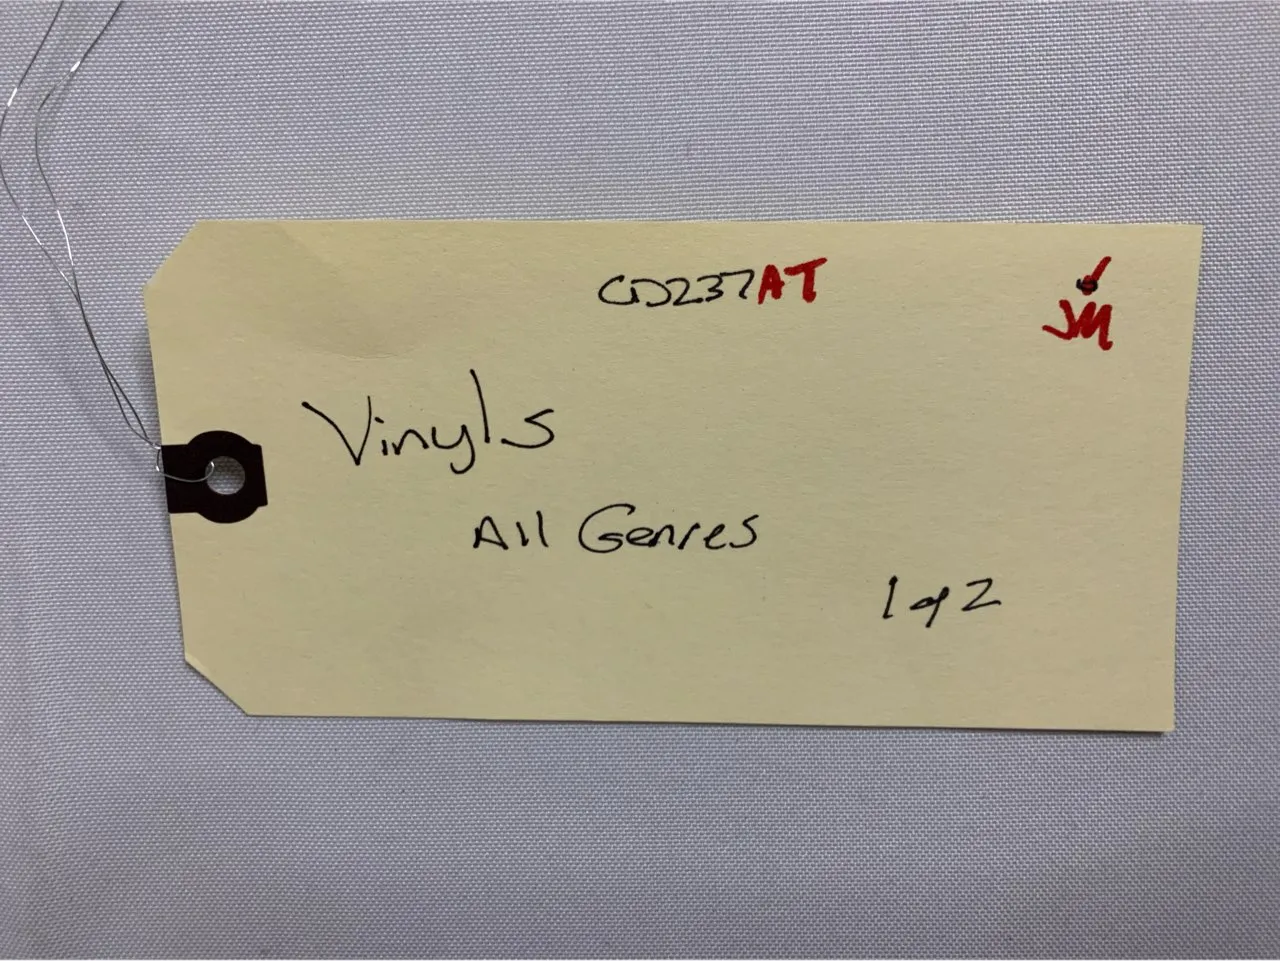 CD237AT
JM
Vinyls
All Genres
1 of 2